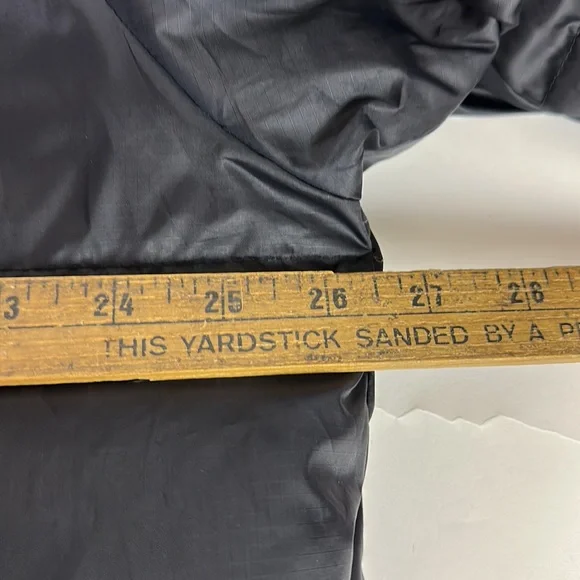 3 24 25 26 27 28
THIS YARDSTICK SANDED BY A